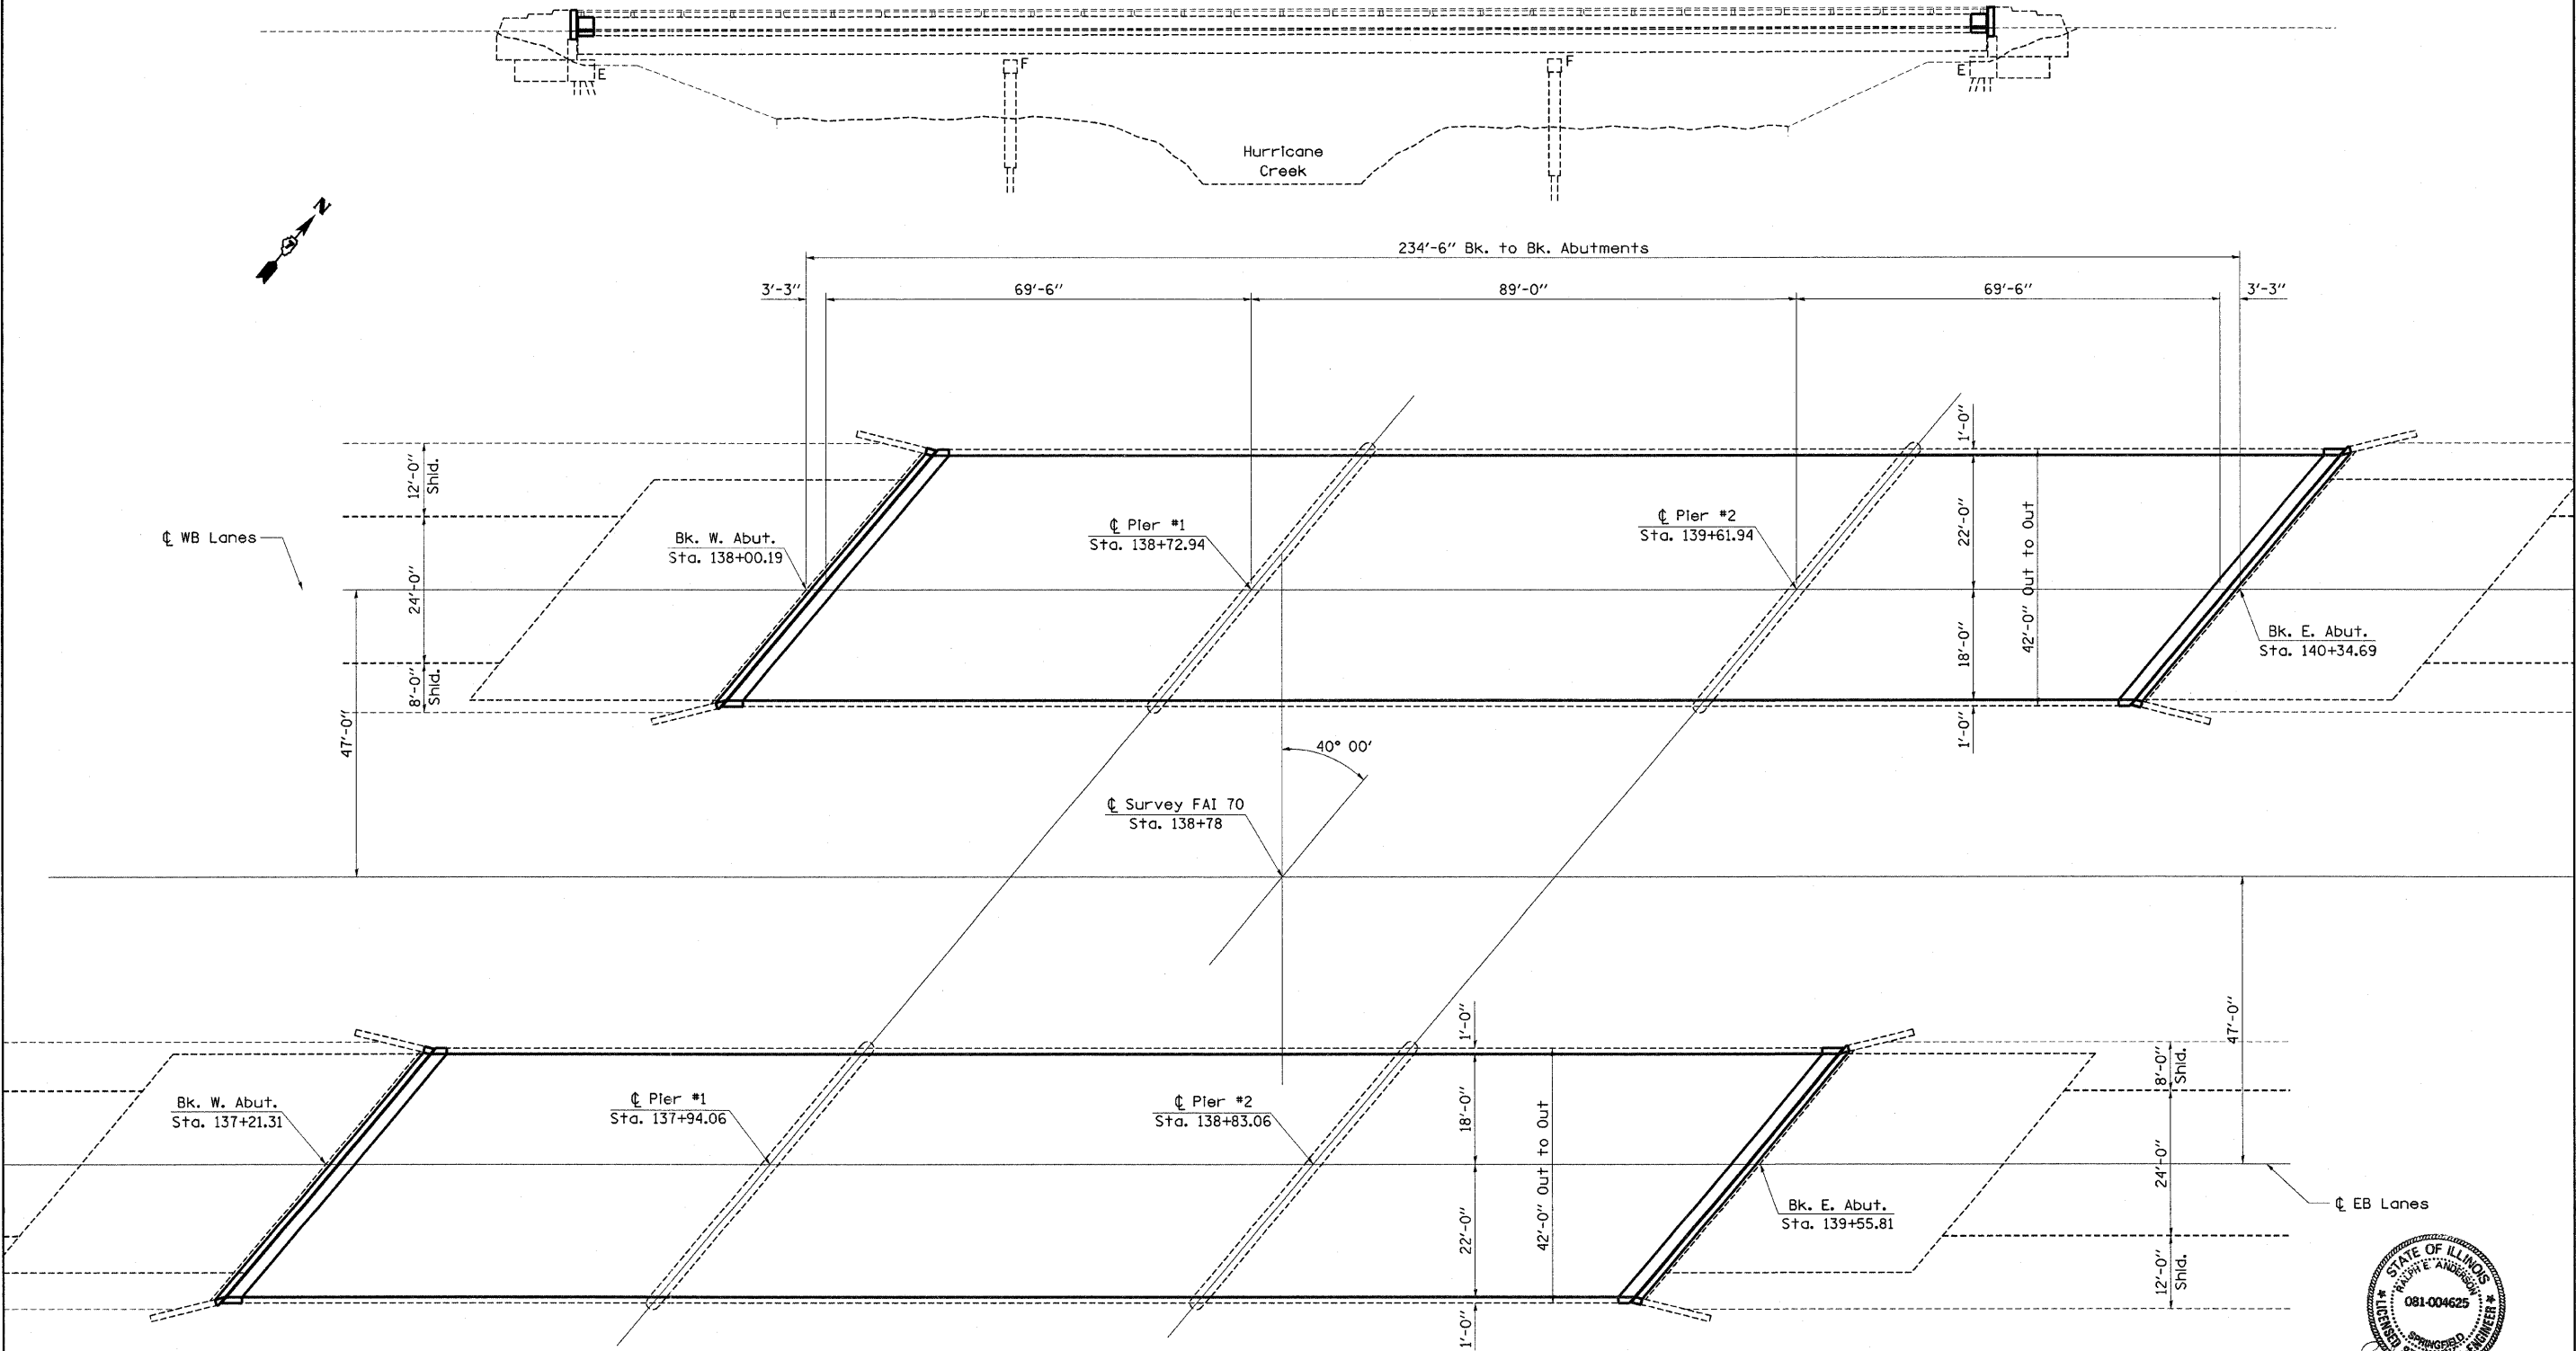 E
F
F
E
Hurricane
Creek
N
234'-6" Bk. to Bk. Abutments
3'-3"
69'-6"
89'-0"
69'-6"
3'-3"
12'-0"
Shld.
24'-0"
8'-0"
Shld.
47'-0"
℄ WB Lanes
Bk. W. Abut.
Sta. 138+00.19
℄ Pier #1
Sta. 138+72.94
℄ Pier #2
Sta. 139+61.94
1'-0"
22'-0"
18'-0"
1'-0"
42'-0" Out to Out
Bk. E. Abut.
Sta. 140+34.69
40° 00'
℄ Survey FAI 70
Sta. 138+78
Bk. W. Abut.
Sta. 137+21.31
℄ Pier #1
Sta. 137+94.06
℄ Pier #2
Sta. 138+83.06
1'-0"
18'-0"
22'-0"
1'-0"
42'-0" Out to Out
Bk. E. Abut.
Sta. 139+55.81
47'-0"
8'-0"
Shld.
24'-0"
12'-0"
Shld.
℄ EB Lanes
STATE OF ILLINOIS
RALPH E. ANDERSON
081-004625
SPRINGFIELD
LICENSED
ENGINEER